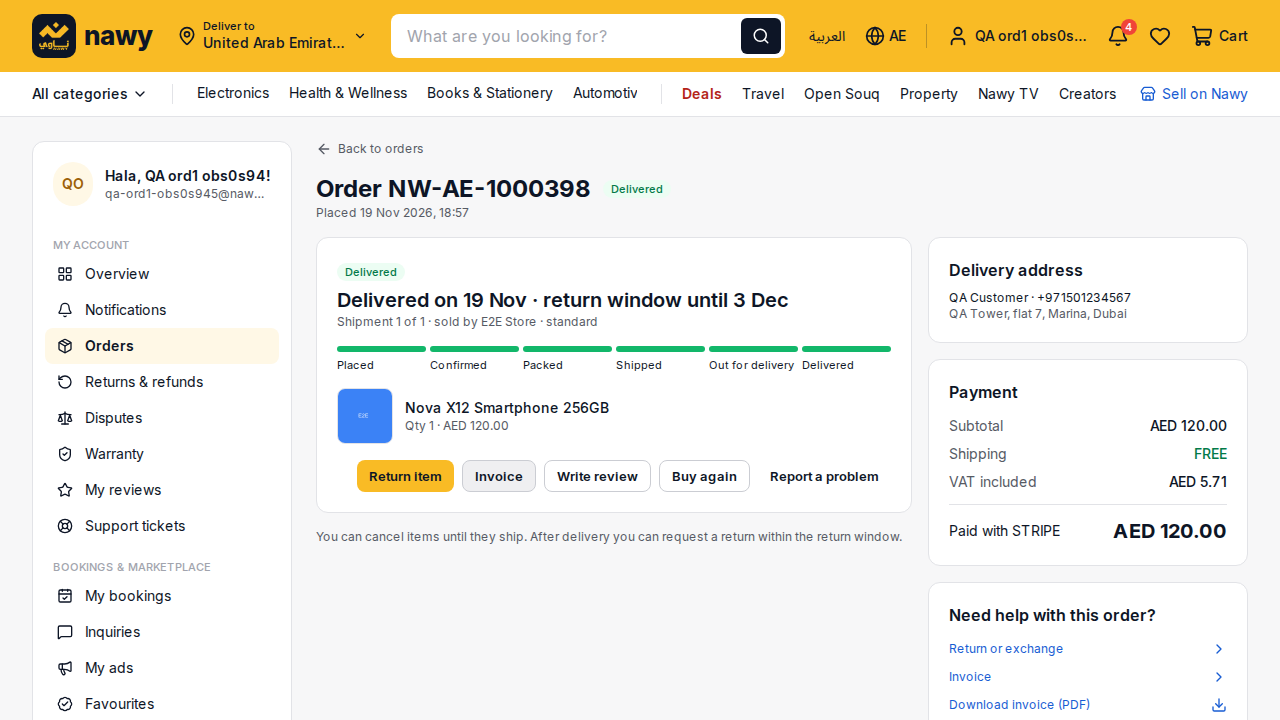 ناوي
nawy
Deliver to
United Arab Emirat...
What are you looking for?
العربية
AE
QA ord1 obs0s...
4
Cart
All categories
Electronics
Health & Wellness
Books & Stationery
Automotiv
Deals
Travel
Open Souq
Property
Nawy TV
Creators
Sell on Nawy
QO
Hala, QA ord1 obs0s94!
qa-ord1-obs0s945@naw...
MY ACCOUNT
Overview
Notifications
Orders
Returns & refunds
Disputes
Warranty
My reviews
Support tickets
BOOKINGS & MARKETPLACE
My bookings
Inquiries
My ads
Favourites
Back to orders
Order NW-AE-1000398
Delivered
Placed 19 Nov 2026, 18:57
Delivered
Delivered on 19 Nov · return window until 3 Dec
Shipment 1 of 1 · sold by E2E Store · standard
Placed
Confirmed
Packed
Shipped
Out for delivery
Delivered
E2E
Nova X12 Smartphone 256GB
Qty 1 · AED 120.00
Return item
Invoice
Write review
Buy again
Report a problem
You can cancel items until they ship. After delivery you can request a return within the return window.
Delivery address
QA Customer · +971501234567
QA Tower, flat 7, Marina, Dubai
Payment
Subtotal
AED 120.00
Shipping
FREE
VAT included
AED 5.71
Paid with STRIPE
AED 120.00
Need help with this order?
Return or exchange
Invoice
Download invoice (PDF)